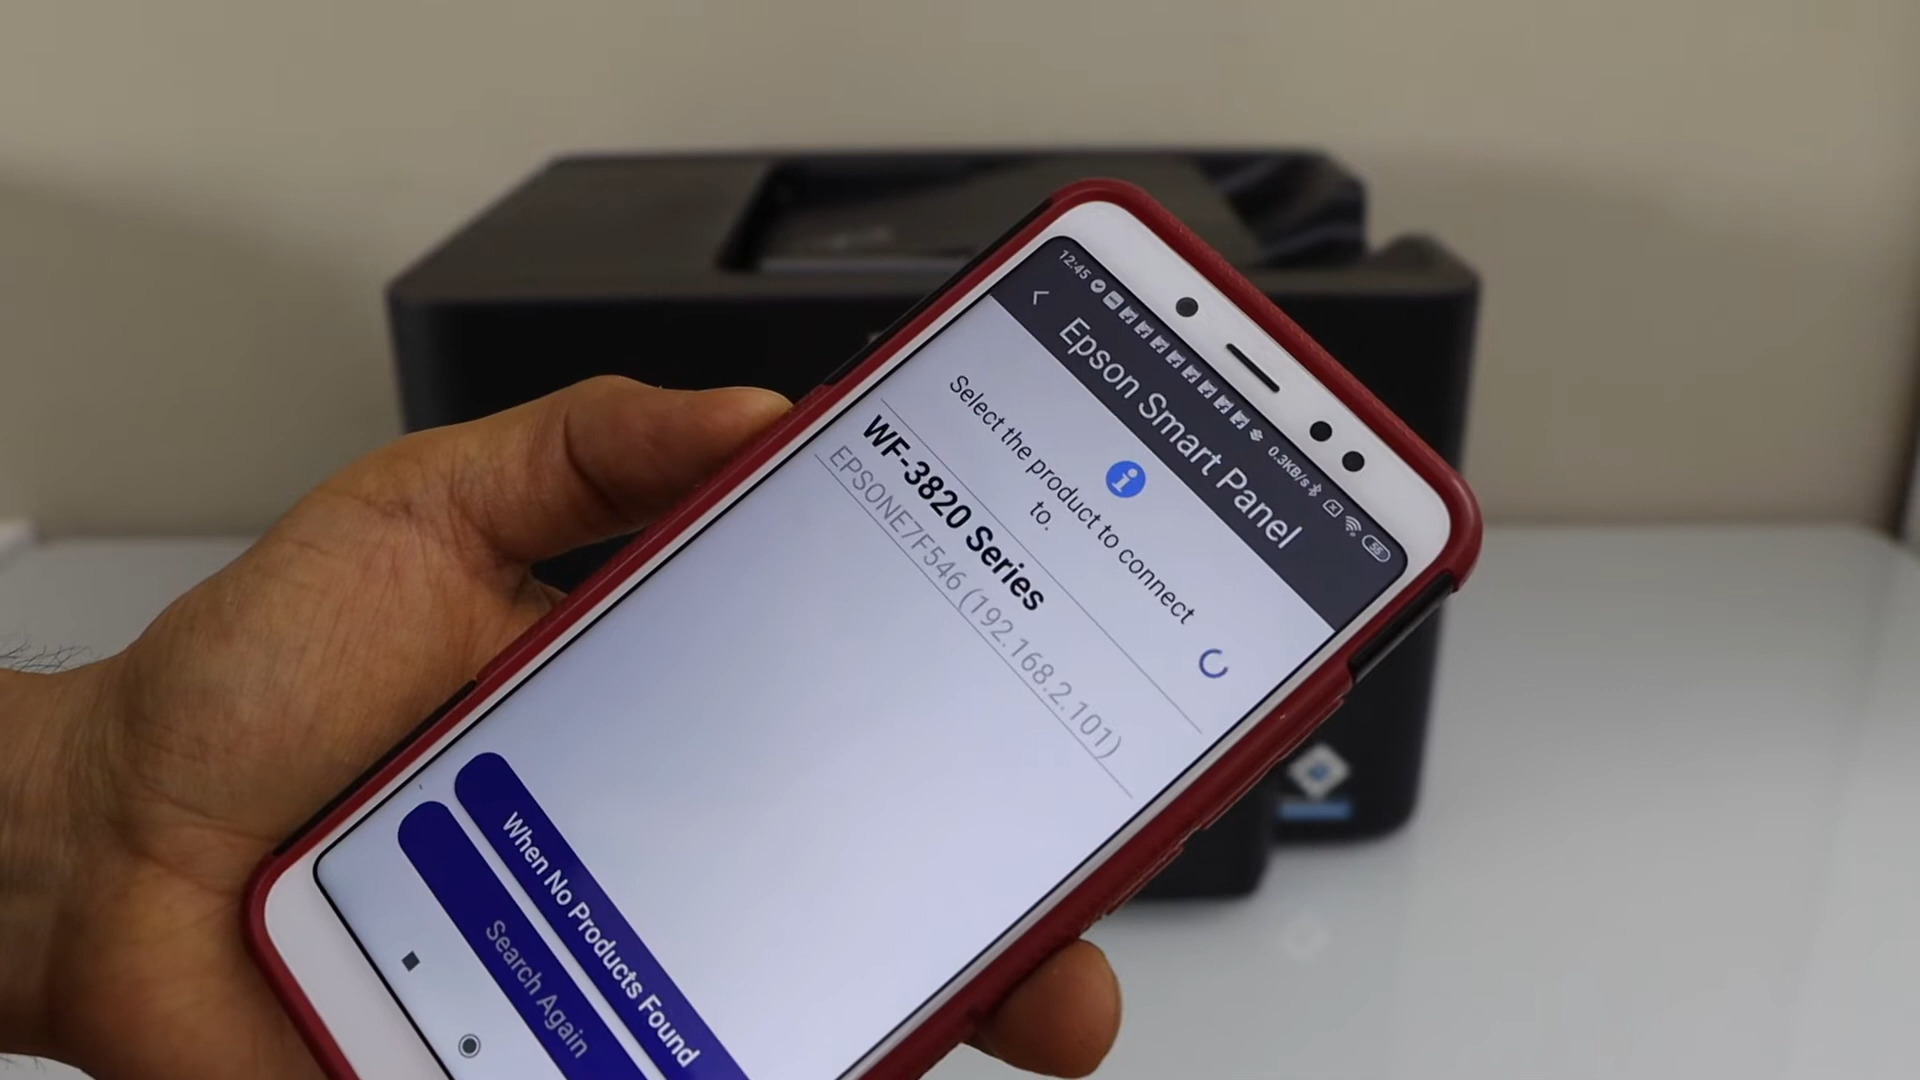 12:45 0.3KB/s 55
Epson Smart Panel
Select the product to connect
to.
WF-3820 Series
EPSONE7F546 (192.168.2.101)
When No Products Found
Search Again